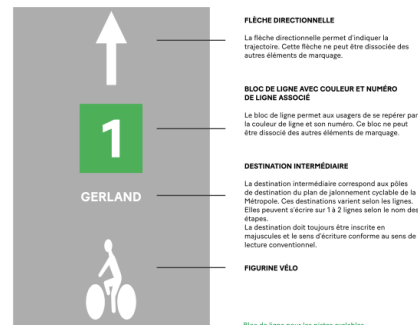 FLÈCHE DIRECTIONNELLE
La flèche directionnelle permet d'indiquer la
trajectoire. Cette flèche ne peut être dissociée des
autres éléments de marquage.
BLOC DE LIGNE AVEC COULEUR ET NUMÉRO
DE LIGNE ASSOCIÉ
1
Le bloc de ligne permet aux usagers de se repérer par
la couleur de ligne et son numéro. Ce bloc ne peut
être dissocié des autres éléments de marquage.
DESTINATION INTERMÉDIAIRE
GERLAND
La destination intermédiaire correspond aux pôles
de destination du plan de jalonnement cyclable de la
Métropole. Ces destinations varient selon les lignes.
Elles peuvent s'écrire sur 1 à 2 lignes selon le nom des
étapes.
La destination doit toujours être inscrite en
majuscules et le sens d'écriture conforme au sens de
lecture conventionnel.
FIGURINE VÉLO